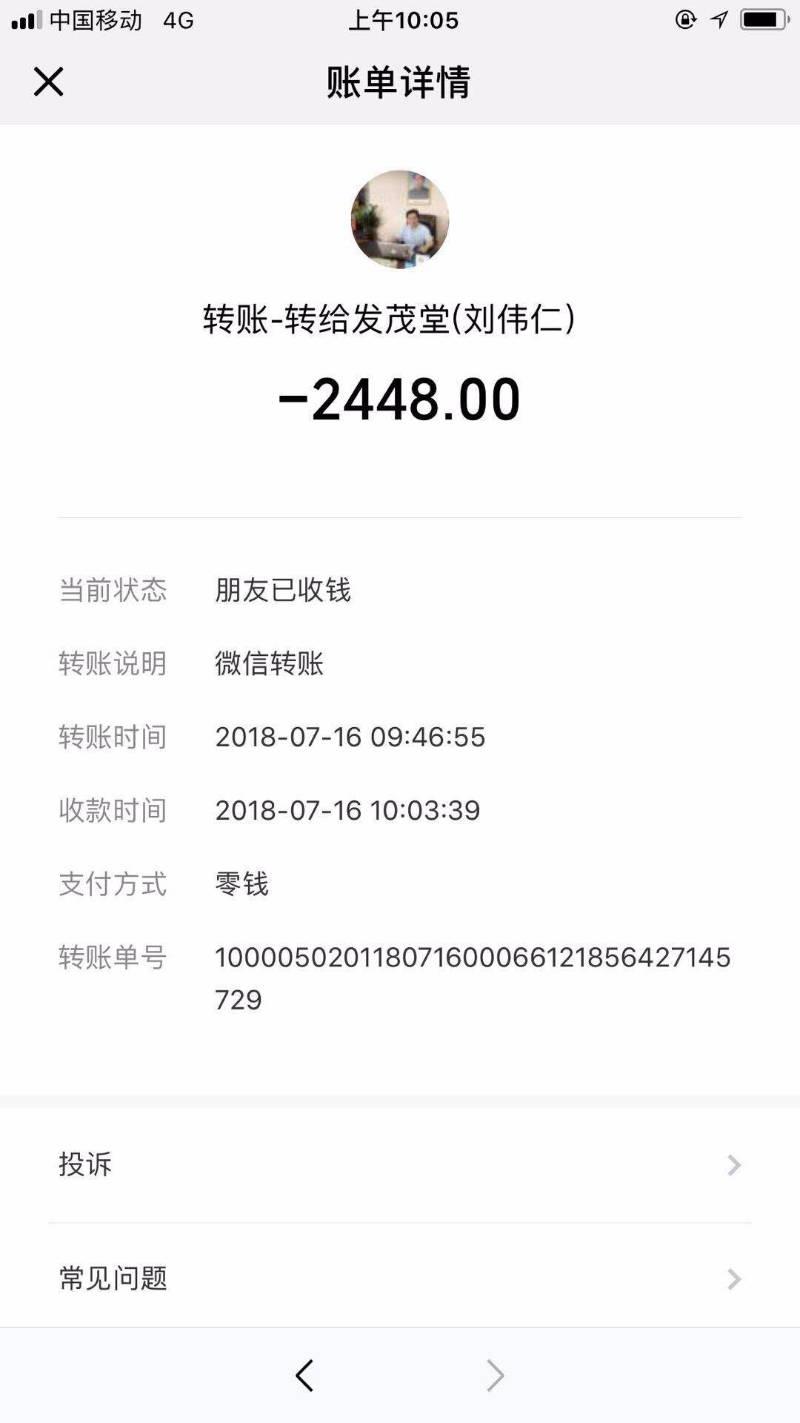 中国移动 4G 上午10:05
账单详情
转账-转给发茂堂(刘伟仁)
-2448.00
当前状态 朋友已收钱
转账说明 微信转账
转账时间 2018-07-16 09:46:55
收款时间 2018-07-16 10:03:39
支付方式 零钱
转账单号 1000050201180716000661218564271​45
729
投诉
常见问题